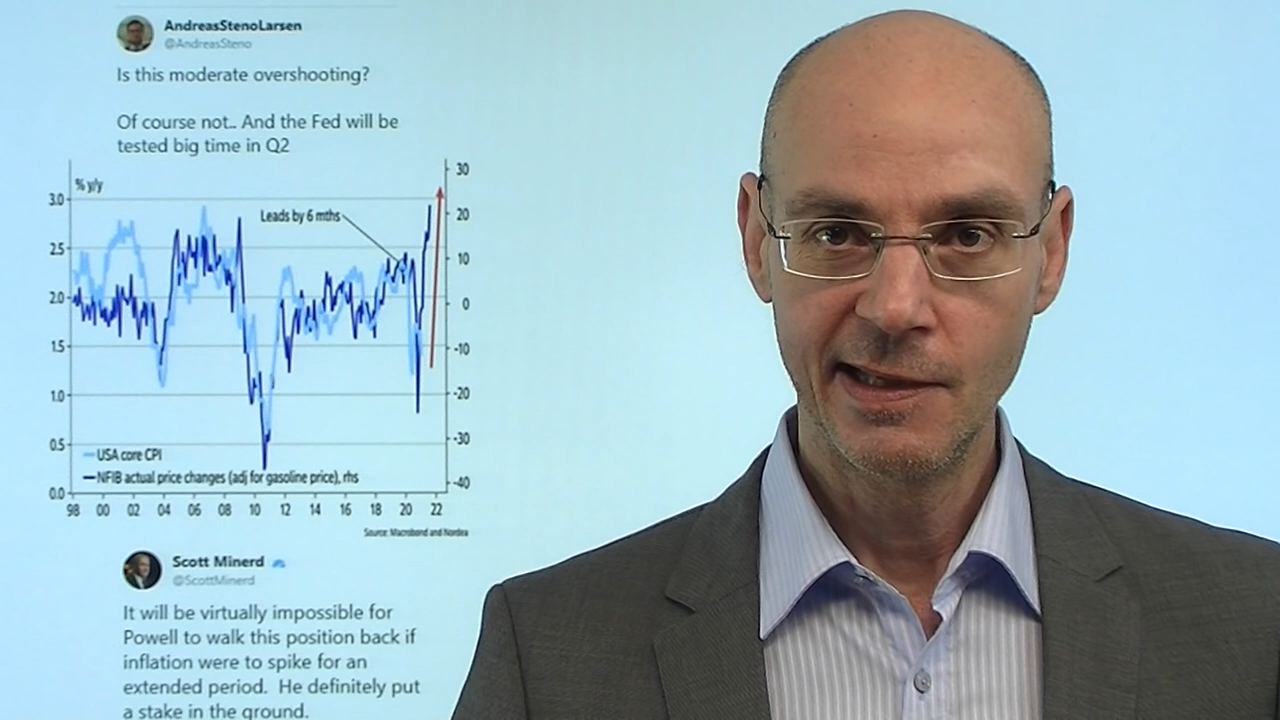 AndreasStenoLarsen
@AndreasSteno
Is this moderate overshooting?
Of course not.. And the Fed will be
tested big time in Q2
% y/y
3.0
2.5
2.0
1.5
1.0
0.5
0.0
30
20
10
0
-10
-20
-30
-40
Leads by 6 mths
USA core CPI
NFIB actual price changes (adj for gasoline price), rhs
98 00 02 04 06 08 10 12 14 16 18 20 22
Source: Macrobond and Nordea
Scott Minerd
@ScottMinerd
It will be virtually impossible for
Powell to walk this position back if
inflation were to spike for an
extended period. He definitely put
a stake in the ground.